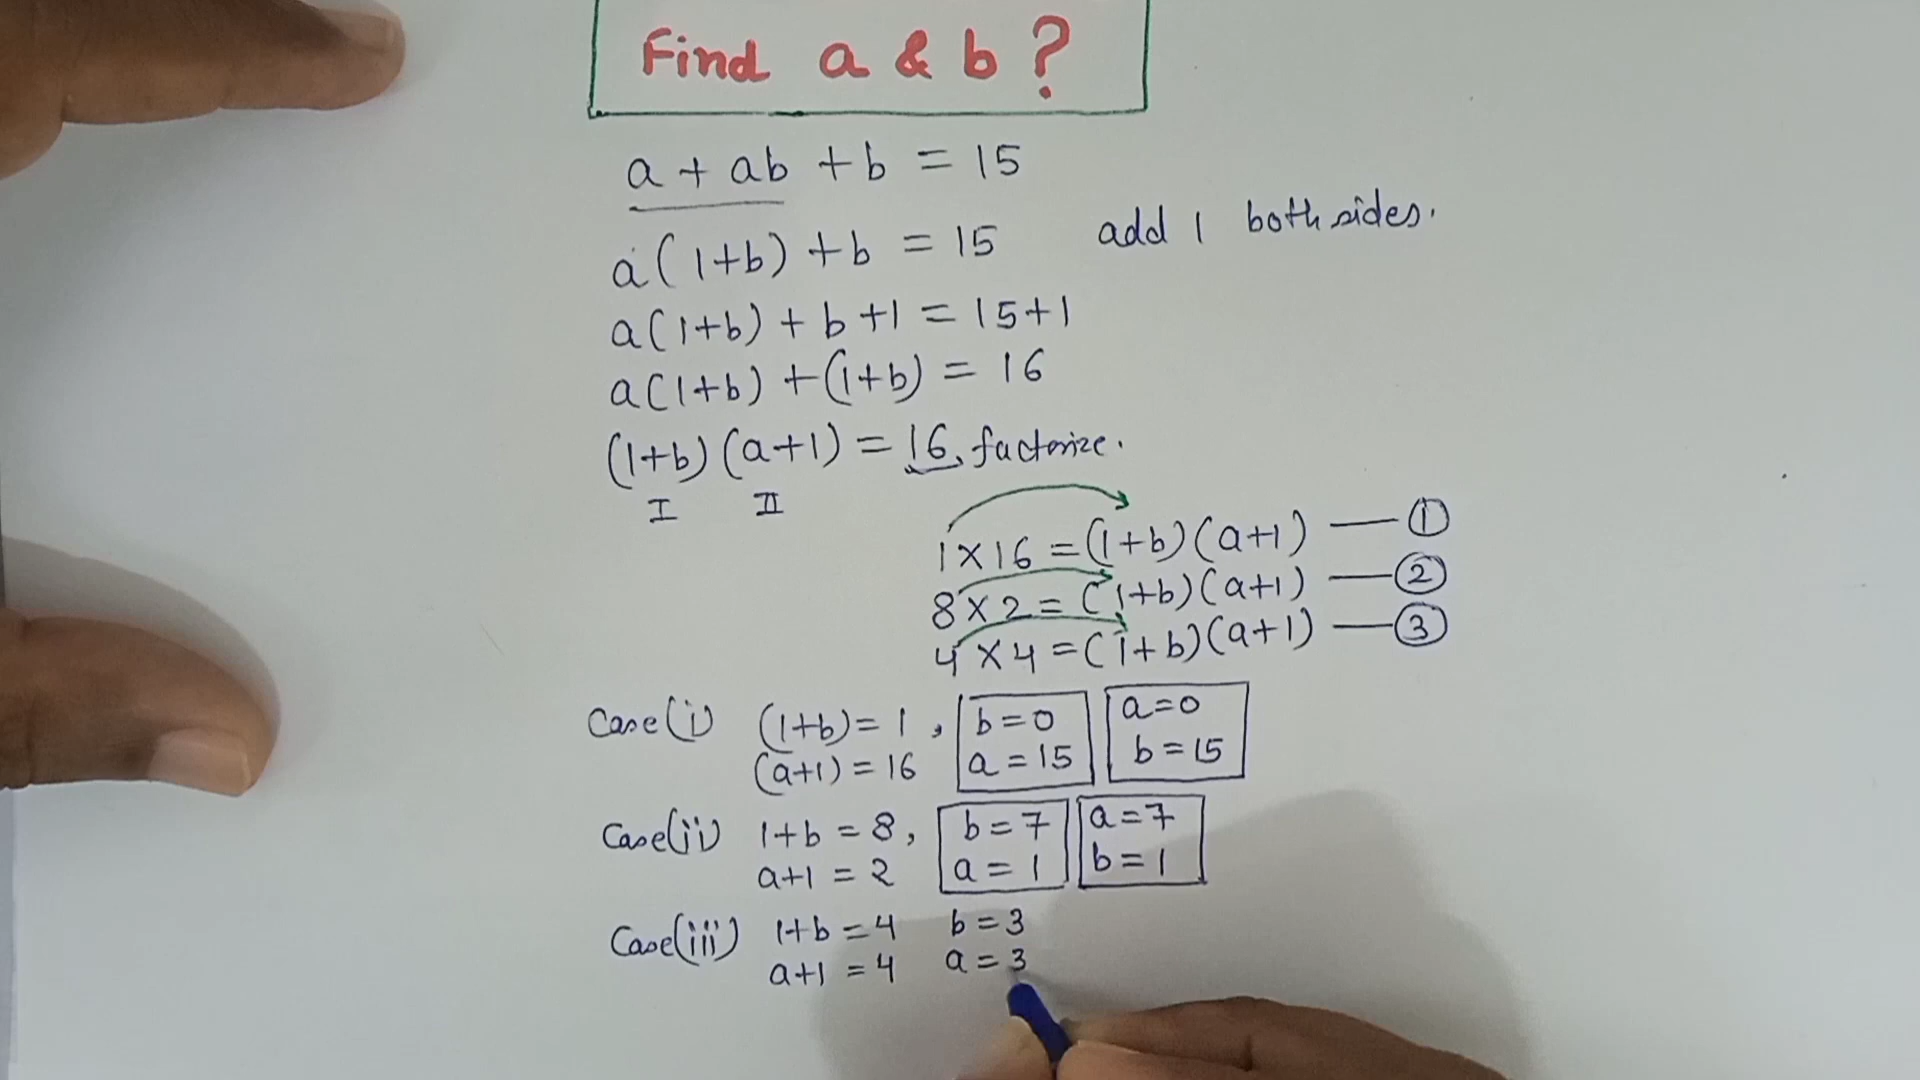 Find a & b ?
a + ab + b = 15
a(1+b) + b = 15 add 1 both sides.
a(1+b) + b +1 = 15+1
a(1+b) +(1+b) = 16
(1+b) (a+1) = 16, factorize.
I II
1 × 16 = (1+b) (a+1) — ①
8 × 2 = (1+b) (a+1) — ②
4 × 4 = (1+b) (a+1) — ③
Case(i) (1+b) = 1, b = 0 a = 0
(a+1) = 16 a = 15 b = 15
Case(ii) 1+b = 8, b = 7 a = 7
a+1 = 2 a = 1 b = 1
Case(iii) 1+b = 4 b = 3
a+1 = 4 a = 3